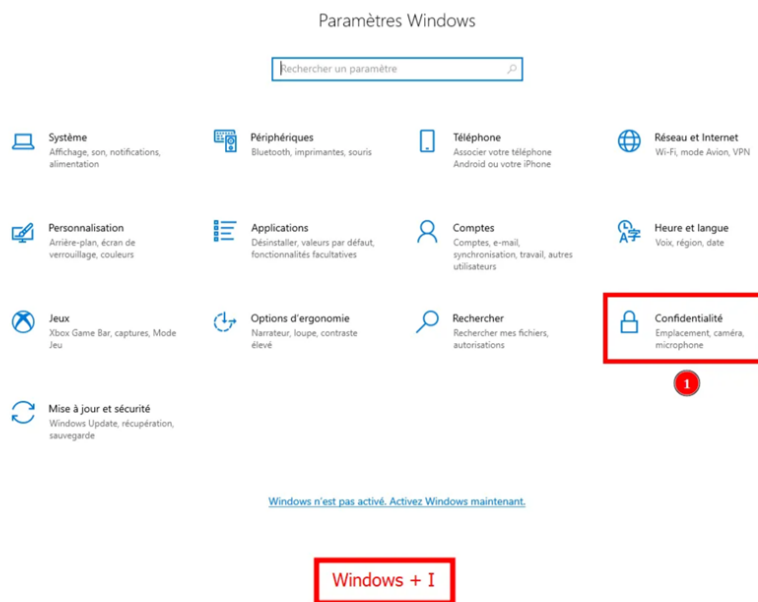 Paramètres Windows
Rechercher un paramètre
Système
Affichage, son, notifications,
alimentation
Périphériques
Bluetooth, imprimantes, souris
Téléphone
Associer votre téléphone
Android ou votre iPhone
Réseau et Internet
Wi-Fi, mode Avion, VPN
Personnalisation
Arrière-plan, écran de
verrouillage, couleurs
Applications
Désinstaller, valeurs par défaut,
fonctionnalités facultatives
Comptes
Comptes, e-mail,
synchronisation, travail, autres
utilisateurs
Heure et langue
Voix, région, date
Jeux
Xbox Game Bar, captures, Mode
Jeu
Options d'ergonomie
Narrateur, loupe, contraste
élevé
Rechercher
Rechercher mes fichiers,
autorisations
Confidentialité
Emplacement, caméra,
microphone
1
Mise à jour et sécurité
Windows Update, récupération,
sauvegarde
Windows n'est pas activé. Activez Windows maintenant.
Windows + I